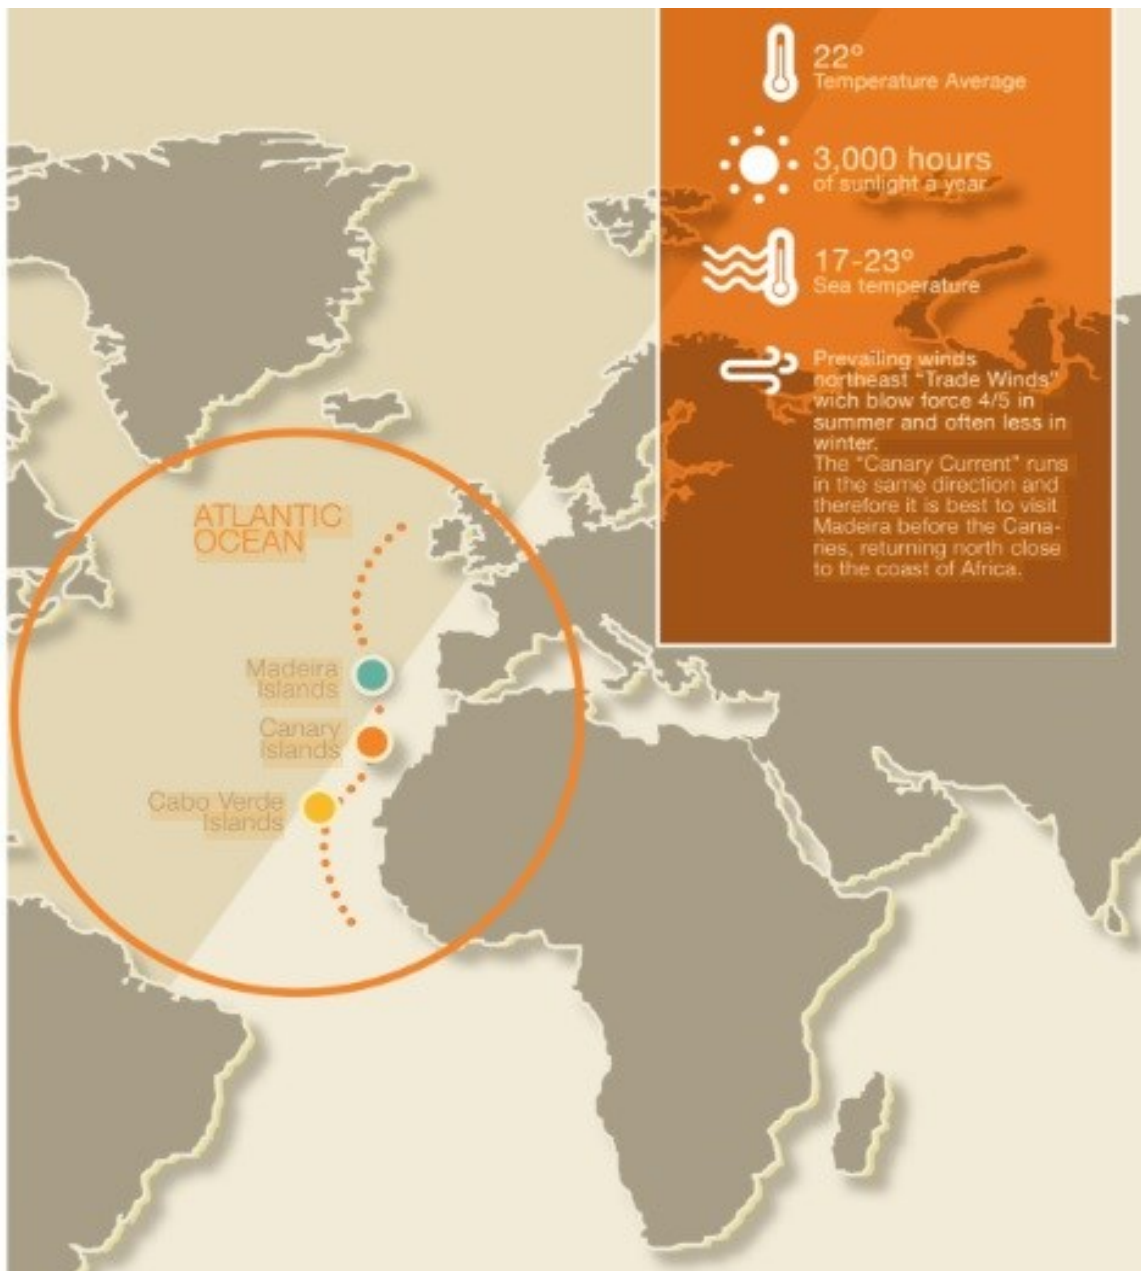 22º
Temperature Average
3,000 hours
of sunlight a year
17-23º
Sea temperature
Prevailing winds
northeast "Trade Winds"
wich blow force 4/5 in
summer and often less in
winter.
The "Canary Current" runs
in the same direction and
therefore it is best to visit
Madeira before the Cana-
ries, returning north close
to the coast of Africa.
ATLANTIC
OCEAN
Madeira
Islands
Canary
Islands
Cabo Verde
Islands